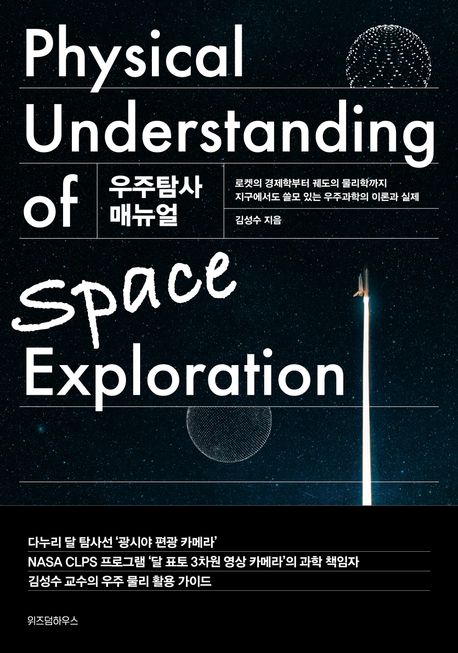 Physical
Understanding
of
우주탐사
매뉴얼
로켓의 경제학부터 궤도의 물리학까지
지구에서도 쓸모 있는 우주과학의 이론과 실제
김성수 지음
Space
Exploration
다누리 달 탐사선 ‘광시야 편광 카메라’
NASA CLPS 프로그램 ‘달 표토 3차원 영상 카메라’의 과학 책임자
김성수 교수의 우주 물리 활용 가이드
위즈덤하우스